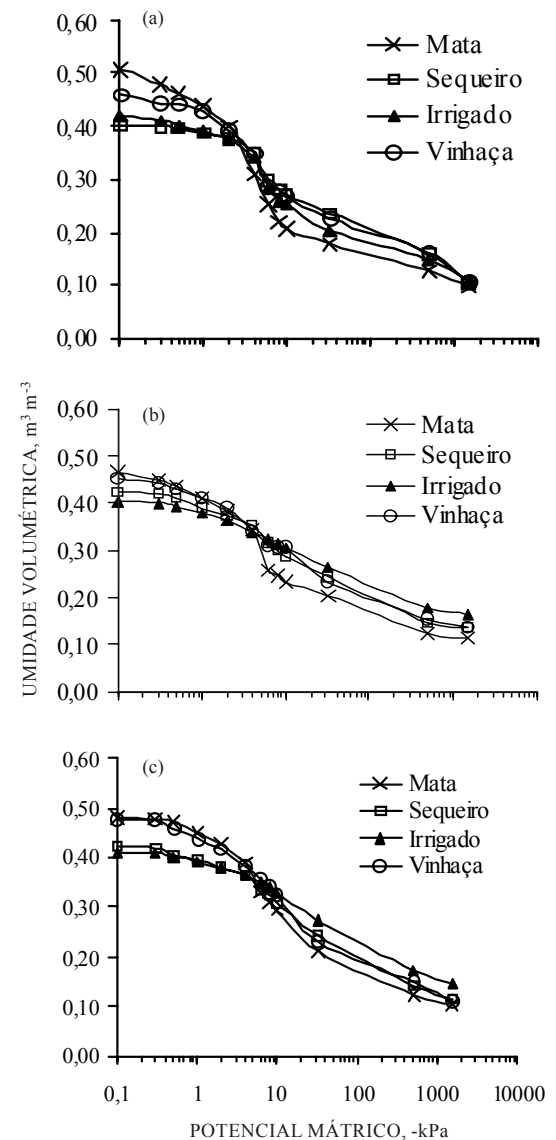 (a)
0,60
0,50
0,40
0,30
0,20
0,10
0,00
Mata
Sequeiro
Irrigado
Vinhaça
UMIDADE VOLUMÉTRICA, m³ m⁻³
(b)
0,60
0,50
0,40
0,30
0,20
0,10
0,00
Mata
Sequeiro
Irrigado
Vinhaça
(c)
0,60
0,50
0,40
0,30
0,20
0,10
0,00
Mata
Sequeiro
Irrigado
Vinhaça
0,1 1 10 100 1000 10000
POTENCIAL MÁTRICO, -kPa